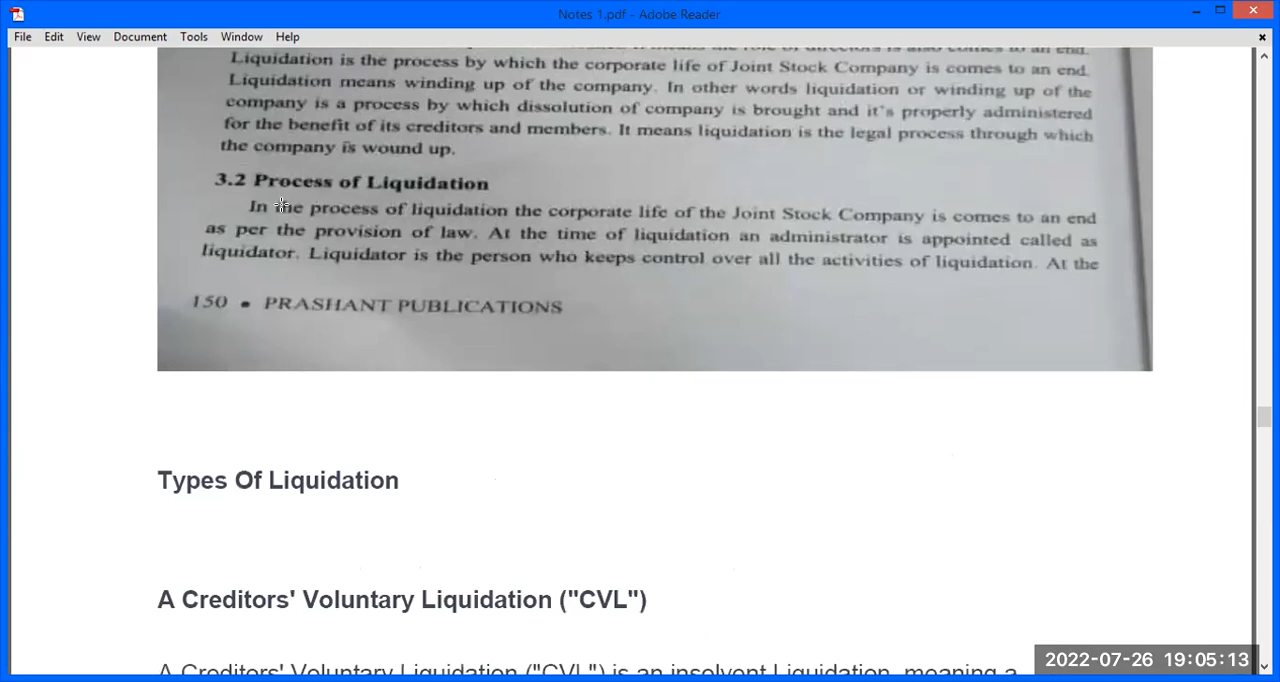 Notes 1.pdf - Adobe Reader
File Edit View Document Tools Window Help
Liquidation is the process by which the corporate life of Joint Stock Company is comes to an end.
Liquidation means winding up of the company. In other words liquidation or winding up of the
company is a process by which dissolution of company is brought and it's properly administered
for the benefit of its creditors and members. It means liquidation is the legal process through which
the company is wound up.
3.2 Process of Liquidation
In the process of liquidation the corporate life of the Joint Stock Company is comes to an end
as per the provision of law. At the time of liquidation an administrator is appointed called as
liquidator. Liquidator is the person who keeps control over all the activities of liquidation. At the
150 • PRASHANT PUBLICATIONS
Types Of Liquidation
A Creditors' Voluntary Liquidation ("CVL")
A Creditors' Voluntary Liquidation ("CVL") is an insolvent Liquidation, meaning a
2022-07-26 19:05:13